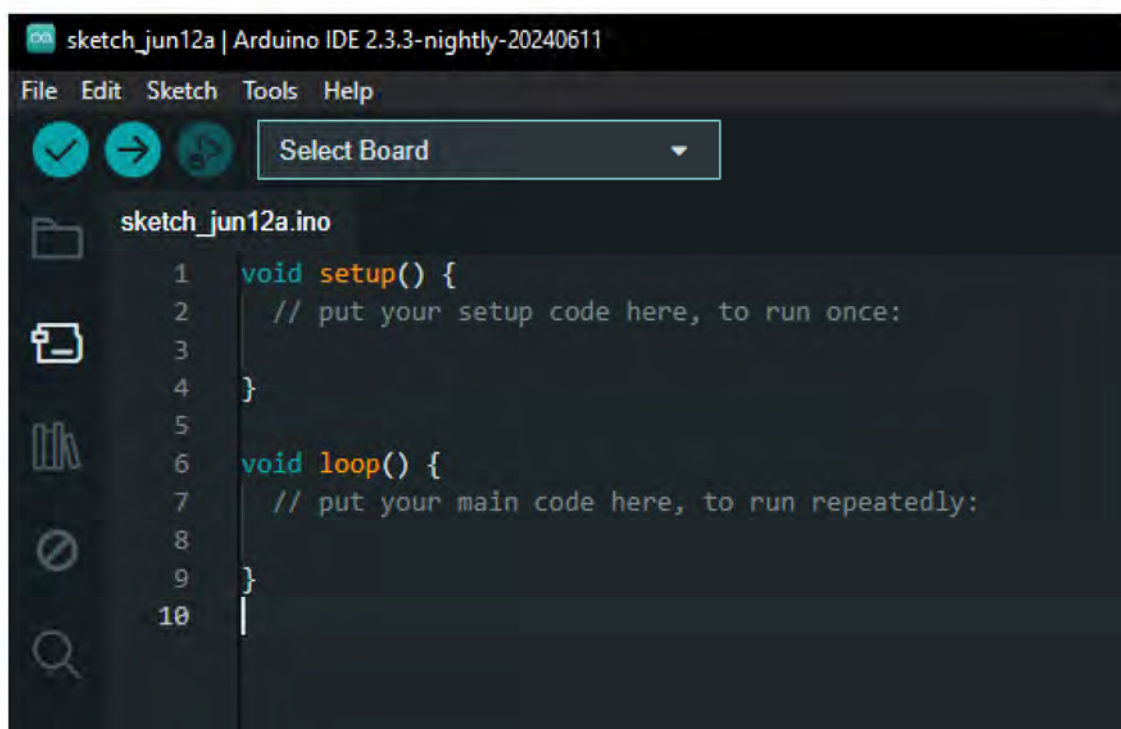 sketch_jun12a | Arduino IDE 2.3.3-nightly-20240611
File Edit Sketch Tools Help
Select Board
sketch_jun12a.ino
1 void setup() {
2 // put your setup code here, to run once:
3
4 }
5
6 void loop() {
7 // put your main code here, to run repeatedly:
8
9 }
10